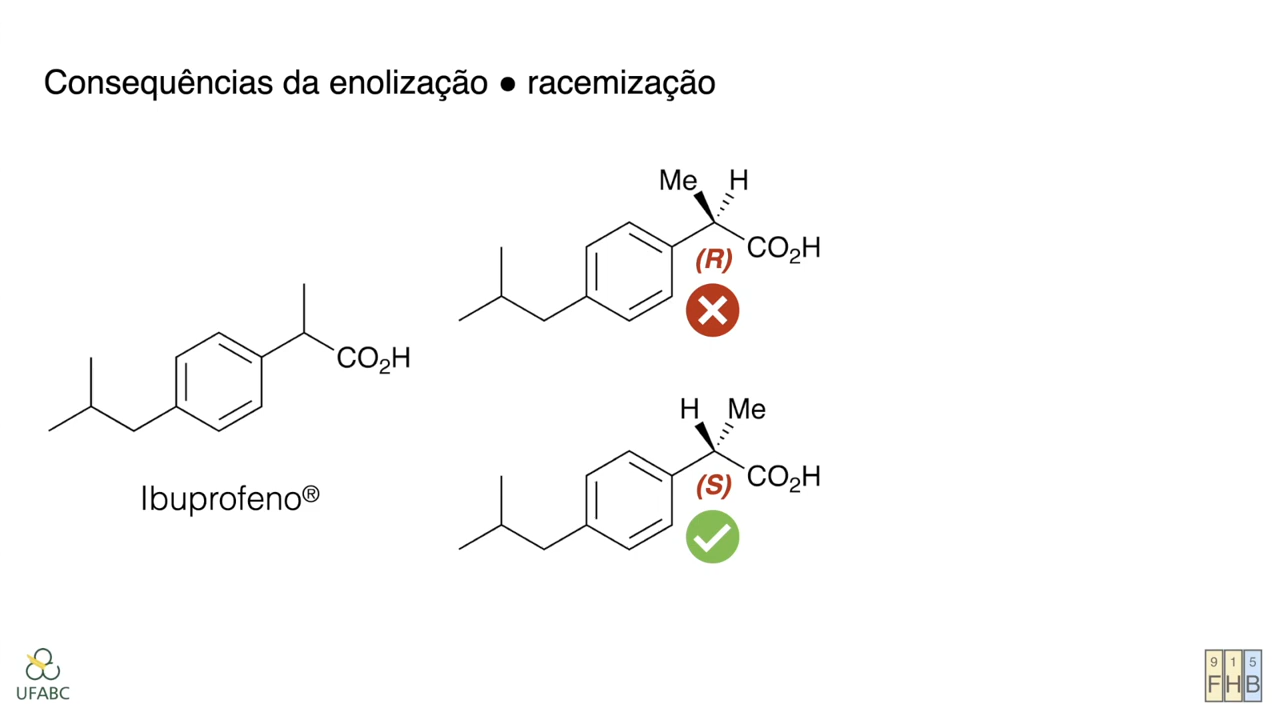 Consequências da enolização ● racemização
Me H
CO₂H
(R)
CO₂H
Ibuprofeno®
H Me
CO₂H
(S)
UFABC
9 1 5
F H B